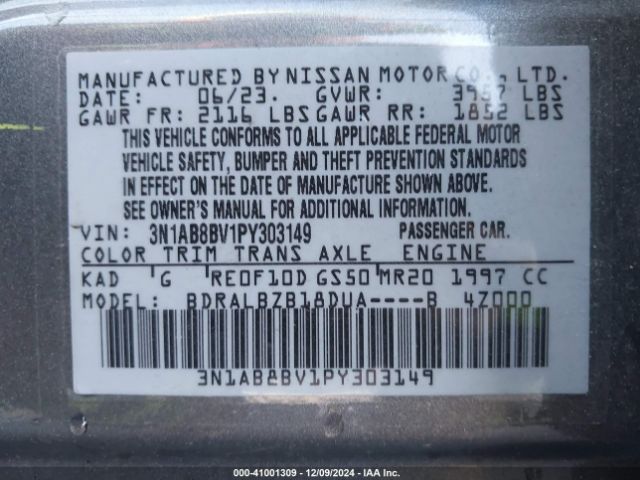 MANUFACTURED BY NISSAN MOTOR CO., LTD.
DATE: 06/23. GVWR: 3957 LBS
GAWR FR: 2116 LBS GAWR RR: 1852 LBS
THIS VEHICLE CONFORMS TO ALL APPLICABLE FEDERAL MOTOR
VEHICLE SAFETY, BUMPER AND THEFT PREVENTION STANDARDS
IN EFFECT ON THE DATE OF MANUFACTURE SHOWN ABOVE.
SEE OWNER'S MANUAL FOR ADDITIONAL INFORMATION.
VIN: 3N1AB8BV1PY303149 PASSENGER CAR.
COLOR TRIM TRANS AXLE ENGINE
KAD G RE0F10D GS50 MR20 1997 CC
MODEL: BDRALBZB18DUA----B 4Z000
3N1AB8BV1PY303149
000-41001309 | 12/09/2024 - IAA Inc.